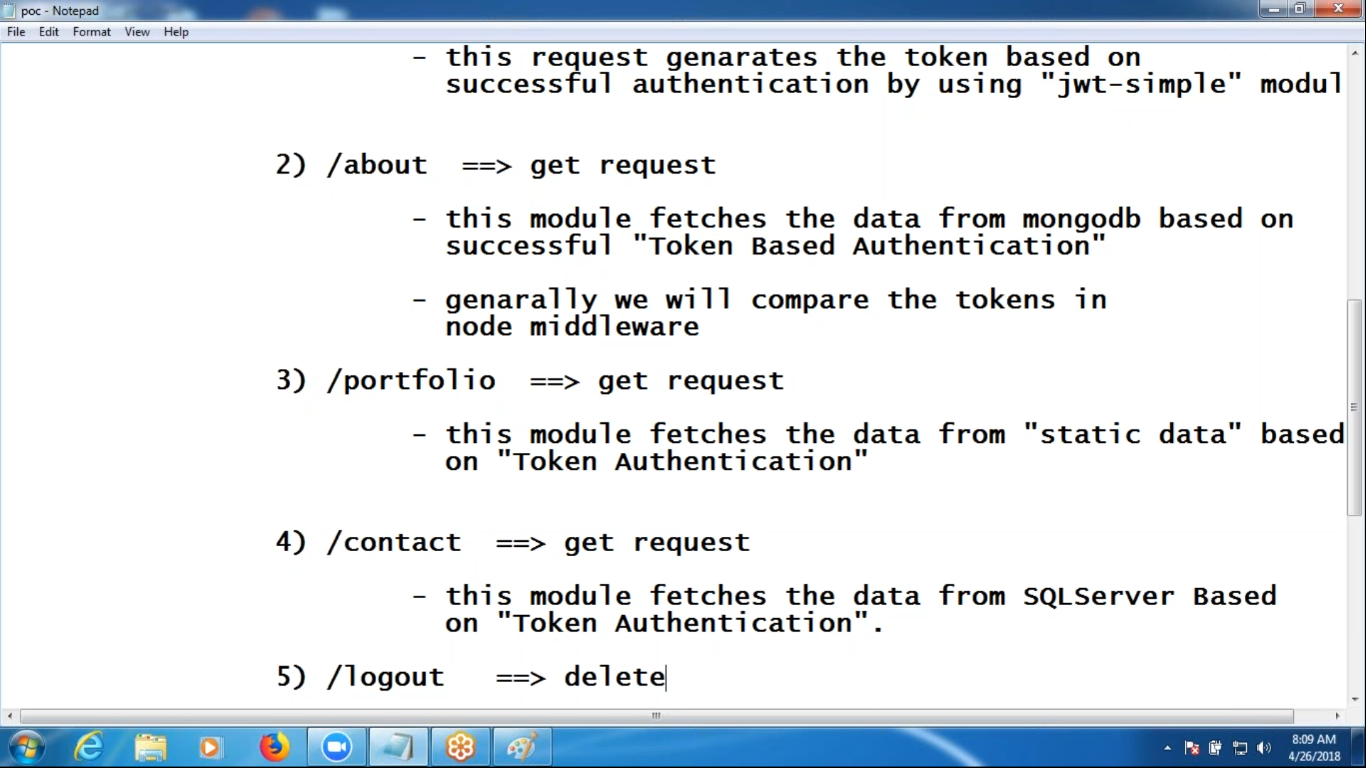 poc - Notepad
File Edit Format View Help
- this request genarates the token based on
successful authentication by using "jwt-simple" modul
2) /about ==> get request
- this module fetches the data from mongodb based on
successful "Token Based Authentication"
- genarally we will compare the tokens in
node middleware
3) /portfolio ==> get request
- this module fetches the data from "static data" based
on "Token Authentication"
4) /contact ==> get request
- this module fetches the data from SQLServer Based
on "Token Authentication".
5) /logout ==> delete
8:09 AM
4/26/2018